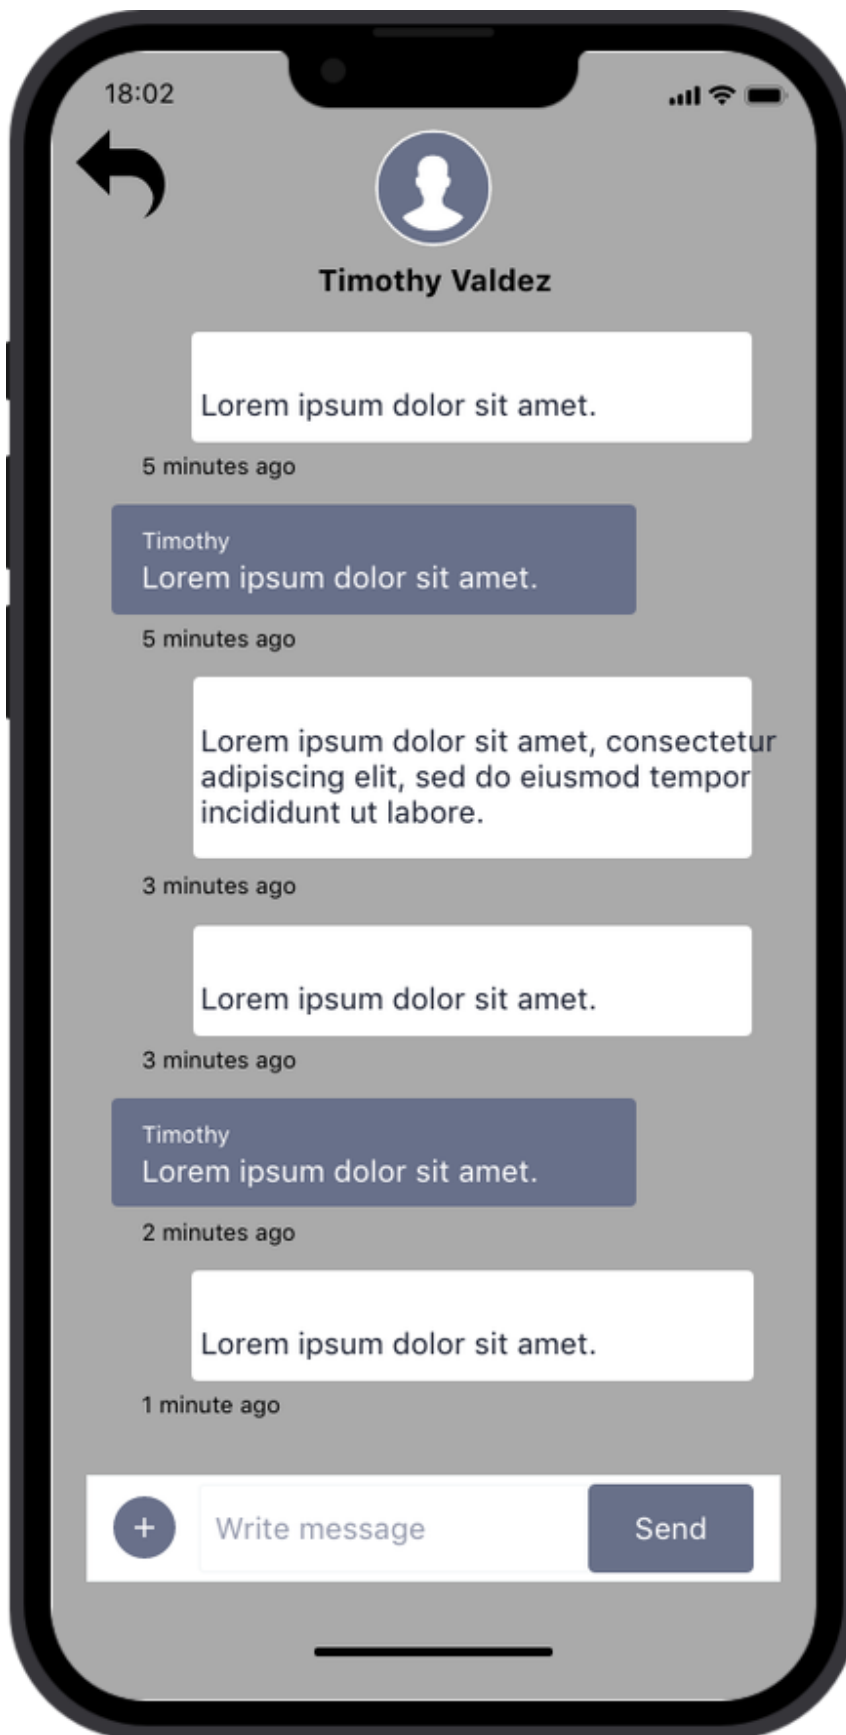 18:02
Timothy Valdez
Lorem ipsum dolor sit amet.
5 minutes ago
Timothy
Lorem ipsum dolor sit amet.
5 minutes ago
Lorem ipsum dolor sit amet, consectetur
adipiscing elit, sed do eiusmod tempor
incididunt ut labore.
3 minutes ago
Lorem ipsum dolor sit amet.
3 minutes ago
Timothy
Lorem ipsum dolor sit amet.
2 minutes ago
Lorem ipsum dolor sit amet.
1 minute ago
+ Write message Send